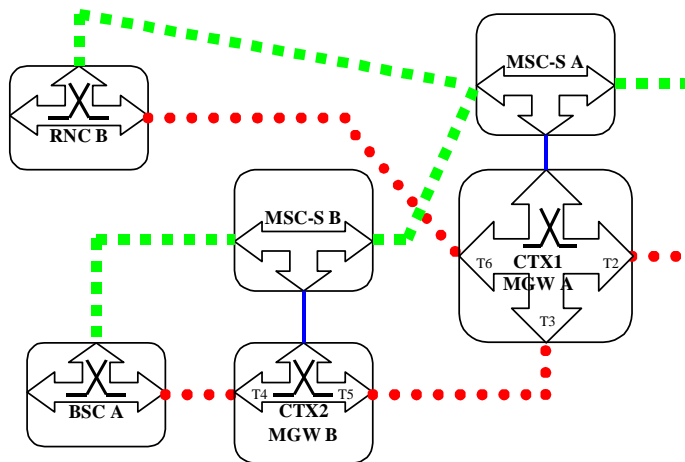 MSC-S A
RNC B
MSC-S B
T6
CTX1
T2
MGW A
T3
T4
T5
BSC A
CTX2
MGW B